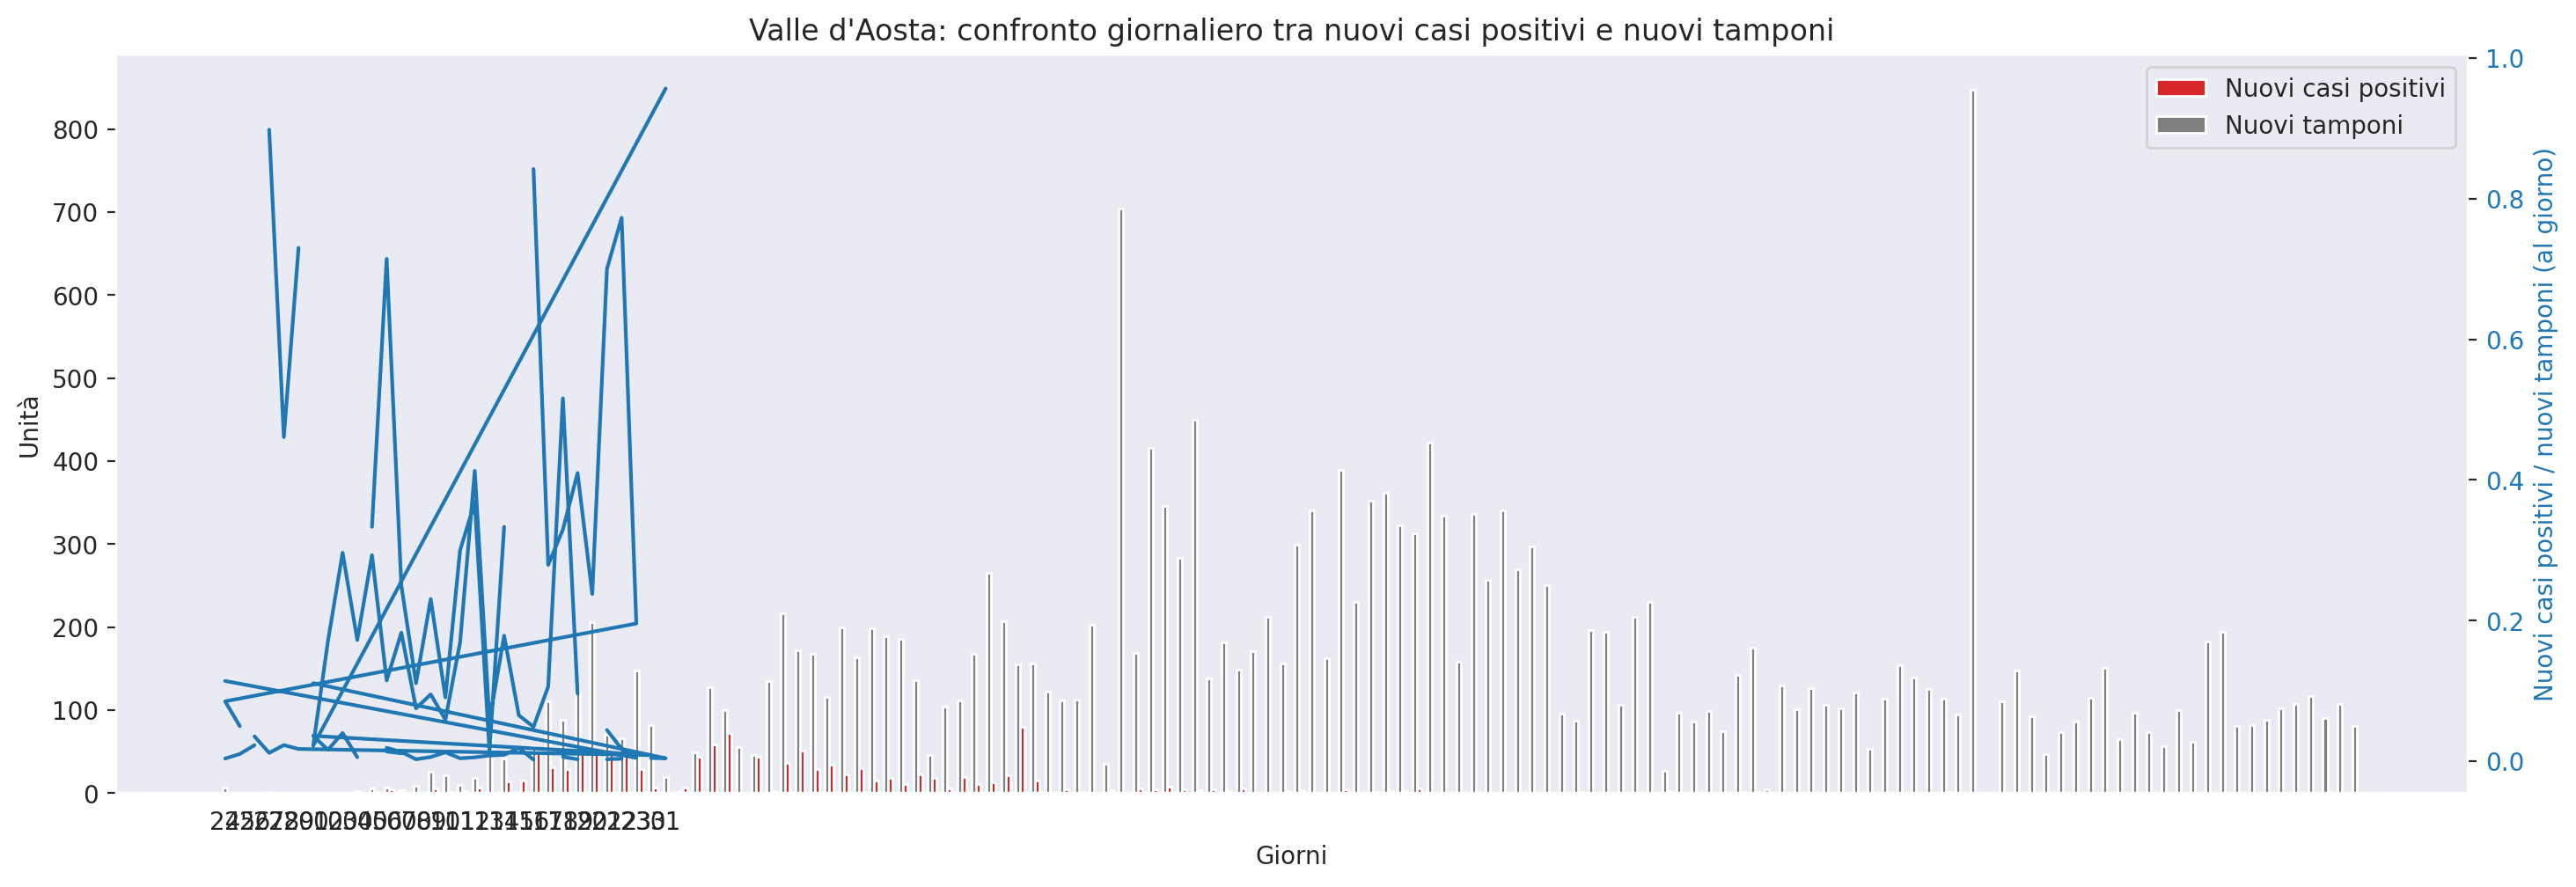 Valle d'Aosta: confronto giornaliero tra nuovi casi positivi e nuovi tamponi
Nuovi casi positivi
Nuovi tamponi
Unità
800
700
600
500
400
300
200
100
0
1.0
0.8
0.6
0.4
0.2
0.0
Nuovi casi positivi / nuovi tamponi (al giorno)
Giorni